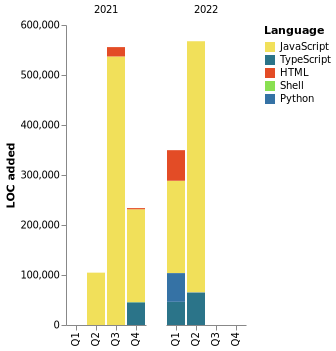 2021
2022
Language
JavaScript
TypeScript
HTML
Shell
Python
LOC added
600,000
500,000
400,000
300,000
200,000
100,000
0
Q1
Q2
Q3
Q4
Q1
Q2
Q3
Q4